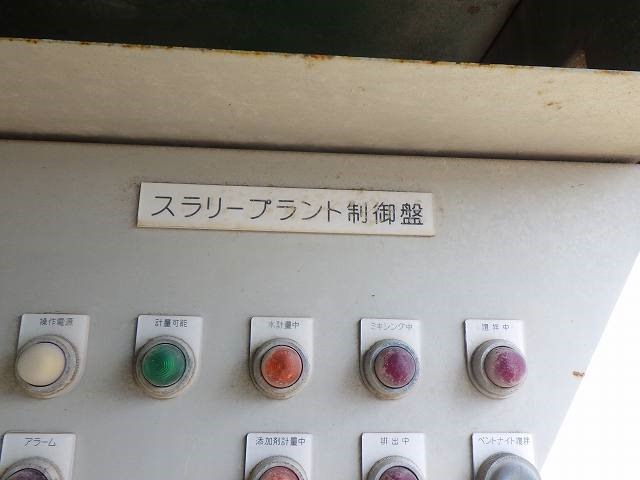 スラリープラント制御盤
操作電源
計量可能
水計量中
ミキシング中
攪拌中
アラーム
添加剤計量中
排出中
ベントナイト攪拌